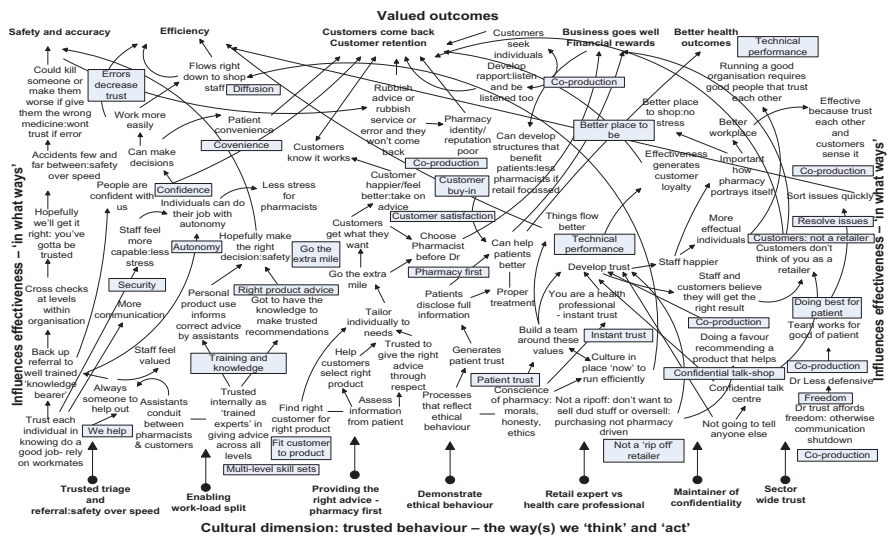 Valued outcomes
Safety and accuracy
Efficiency
Customers come back
Customer retention
Customers
seek
individuals
Business goes well
Financial rewards
Better health
outcomes
Technical
performance
Could kill
someone or
make them
worse if give
them the wrong
medicine:wont
trust if error
Errors
decrease
trust
Flows right
down to shop
staff
Diffusion
Rubbish
advice or
rubbish
service or
error and they
won't come
back
Develop
rapport:listen
and be
listened too
Co-production
Running a good
organisation requires
good people that trust
each other
Work more
easily
Patient
convenience
Covenience
Pharmacy
identity/
reputation
poor
Co-production
Can develop
structures that
benefit
patients:less
pharmacists if
retail focussed
Better place to
be
Better place
to shop:no
stress
Better
workplace
Effective
because trust
each other
and
customers
sense it
Co-production
Accidents few and
far between:safety
over speed
Can make
decisions
Customers
know it works
Customer
happier/feel
better:take on
advice
Customer
buy-in
Customer satisfaction
Effectiveness
generates
customer
loyalty
Important
how
pharmacy
portrays itself
Sort issues quickly
Resolve issues
People are
confident with
us
Confidence
Individuals can do
their job with
autonomy
Autonomy
Less stress
for
pharmacists
Hopefully
we'll get it
right: you've
gotta be
trusted
Staff feel
more
capable:less
stress
Security
Hopefully make
the right
decision:safety
Go the
extra mile
Customers
get what they
want
Choose
Pharmacist
before Dr
Pharmacy first
Can help
patients
better
Things flow
better
Technical
performance
Develop trust
More
effectual
individuals
Customers: not a retailer
Customers don't
think of you as a
retailer
Staff happier
Cross checks
at levels
within
organisation
More
communication
Personal
product use
informs
correct advice
by assistants
Right product advice
Got to have the
knowledge
to make trusted
recommendations
Go the extra
mile
Tailor
individually to
needs
Patients
disclose full
information
Proper
treatment
You are a health
professional
- instant trust
Instant trust
Staff and
customers believe
they will get the
right result
Co-production
Doing best for
patient
Team works for
good of patient
Co-production
Back up
referral to
well trained
'knowledge
bearer'
Staff feel
valued
Training and
knowledge
Help
customers
select right
product
Trusted to
give the right
advice
through
respect
Generates
patient trust
Patient trust
Build a team
around these
values
Culture in
place 'now' to
run efficiently
Doing a favour
recommending a
product that helps
Confidential talk-shop
Confidential talk
centre
Dr Less defensive
Freedom
Dr trust affords
freedom: otherwise
communication
shutdown
Co-production
Always
someone to
help out
We help
Assistants
conduit
between
pharmacists
& customers
Trusted
internally as
'trained
experts' in
giving advice
across all
levels
Multi-level skill sets
Find right
customer for
right product
Fit customer
to product
Assess
information
from patient
Processes
that reflect
ethical
behaviour
Conscience
of pharmacy:
morals,
honesty,
ethics
Not a ripoff: don't want to
sell dud stuff or oversell:
purchasing not pharmacy
driven
Not a 'rip off'
retailer
Not going to tell
anyone else
Trust each
individual in
knowing do a
good job- rely
on workmates
Influences effectiveness – 'in what ways'
Influences effectiveness – 'in what ways'
Trusted triage
and
referral:safety over speed
Enabling
work-load split
Providing the
right advice -
pharmacy first
Demonstrate
ethical behaviour
Retail expert vs
health care professional
Maintainer of
confidentiality
Sector
wide trust
Cultural dimension: trusted behaviour – the way(s) we 'think' and 'act'